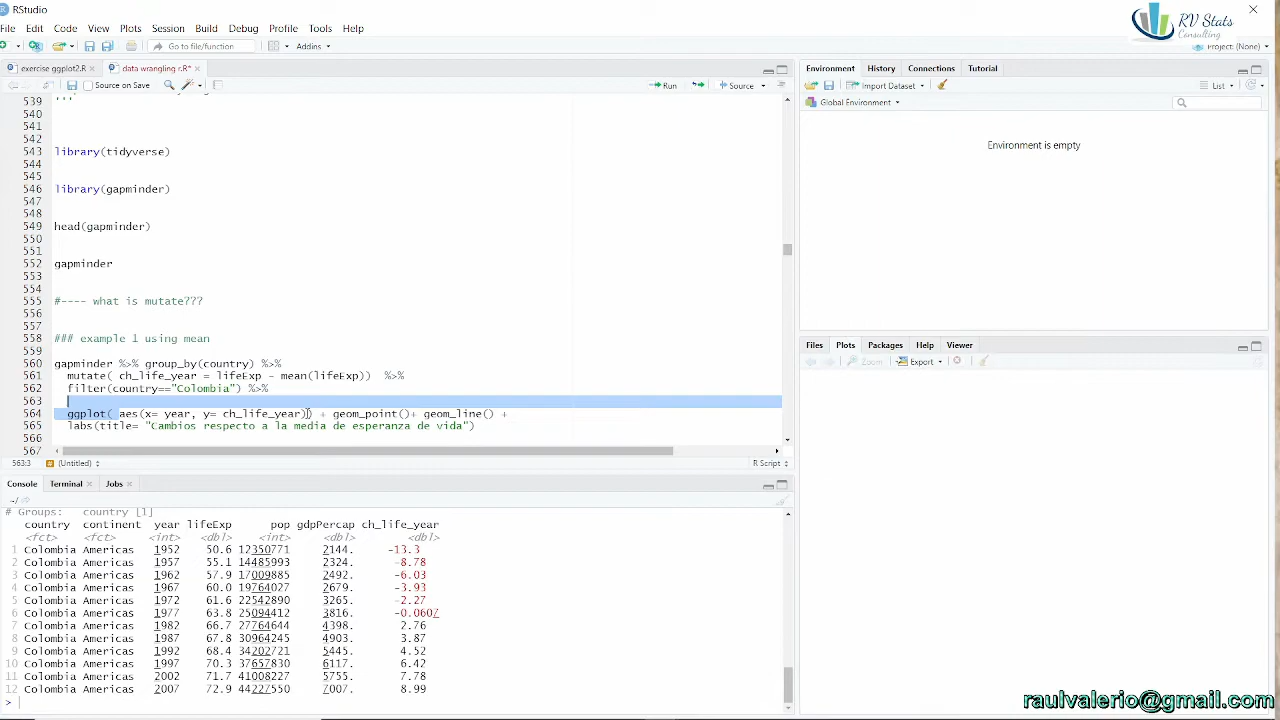 RStudio
RV Stats
Consulting
File Edit Code View Plots Session Build Debug Profile Tools Help
Go to file/function Addins Project: (None)
exercise ggplot2.R data wrangling r.R*
Source on Save Run Source
539
540
541
542
543 library(tidyverse)
544
545
546 library(gapminder)
547
548
549 head(gapminder)
550
551
552 gapminder
553
554
555 #---- what is mutate???
556
557
558 ### example 1 using mean
559
560 gapminder %>% group_by(country) %>%
561 mutate( ch_life_year = lifeExp - mean(lifeExp)) %>%
562 filter(country=="Colombia") %>%
563
564 ggplot( aes(x= year, y= ch_life_year)) + geom_point()+ geom_line() +
565 labs(title= "Cambios respecto a la media de esperanza de vida")
566
567
563:3 (Untitled) R Script
Console Terminal Jobs
~/
# Groups: country [1]
country continent year lifeExp pop gdpPercap ch_life_year
<fct> <fct> <int> <dbl> <int> <dbl> <dbl>
1 Colombia Americas 1952 50.6 12350771 2144. -13.3
2 Colombia Americas 1957 55.1 14485993 2324. -8.78
3 Colombia Americas 1962 57.9 17009885 2492. -6.03
4 Colombia Americas 1967 60.0 19764027 2679. -3.93
5 Colombia Americas 1972 61.6 22542890 3265. -2.27
6 Colombia Americas 1977 63.8 25094412 3816. -0.0607
7 Colombia Americas 1982 66.7 27764644 4398. 2.76
8 Colombia Americas 1987 67.8 30964245 4903. 3.87
9 Colombia Americas 1992 68.4 34202721 5445. 4.52
10 Colombia Americas 1997 70.3 37657830 6117. 6.42
11 Colombia Americas 2002 71.7 41008227 5755. 7.78
12 Colombia Americas 2007 72.9 44227550 7007. 8.99
>
Environment History Connections Tutorial
Import Dataset List
Global Environment
Environment is empty
Files Plots Packages Help Viewer
Zoom Export
raulvalerio@gmail.com